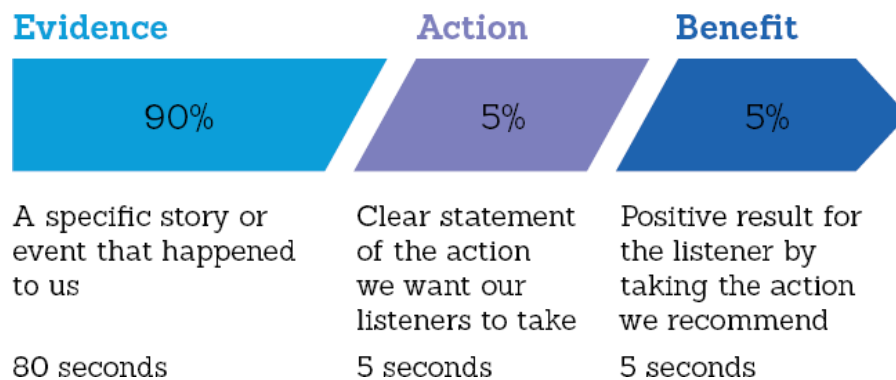 Evidence
Action
Benefit
90%
5%
5%
A specific story or
event that happened
to us
80 seconds
Clear statement
of the action
we want our
listeners to take
5 seconds
Positive result for
the listener by
taking the action
we recommend
5 seconds